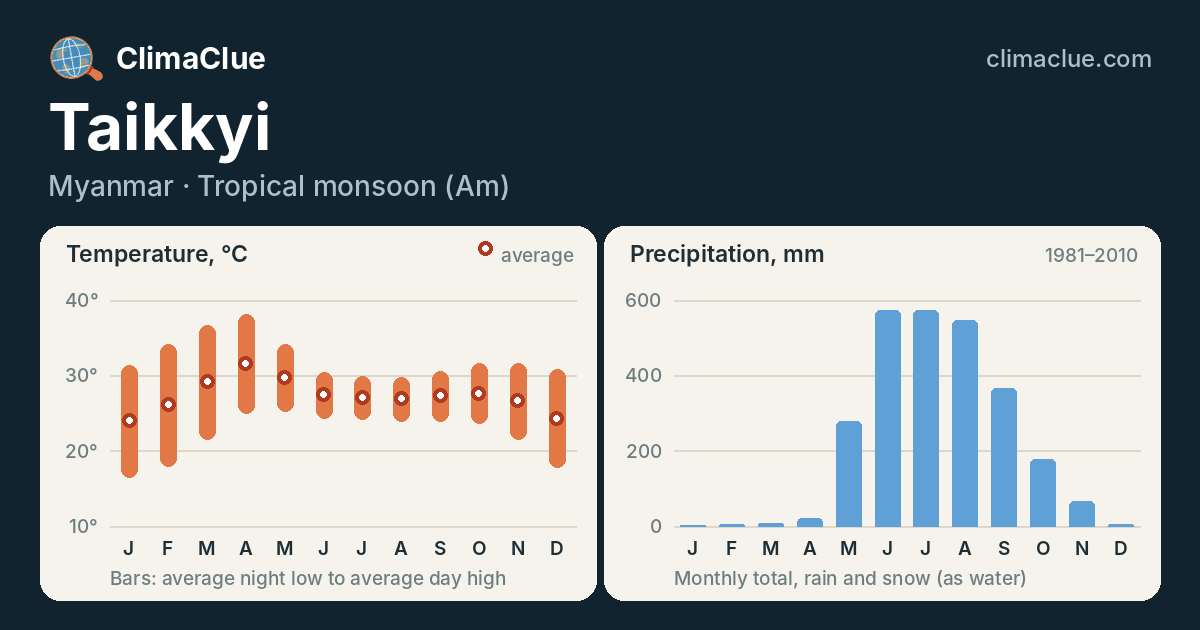 ClimaClue
climaclue.com
Taikkyi
Myanmar · Tropical monsoon (Am)
Temperature, °C
average
40°
30°
20°
10°
J F M A M J J A S O N D
Bars: average night low to average day high
Precipitation, mm
1981–2010
600
400
200
0
J F M A M J J A S O N D
Monthly total, rain and snow (as water)